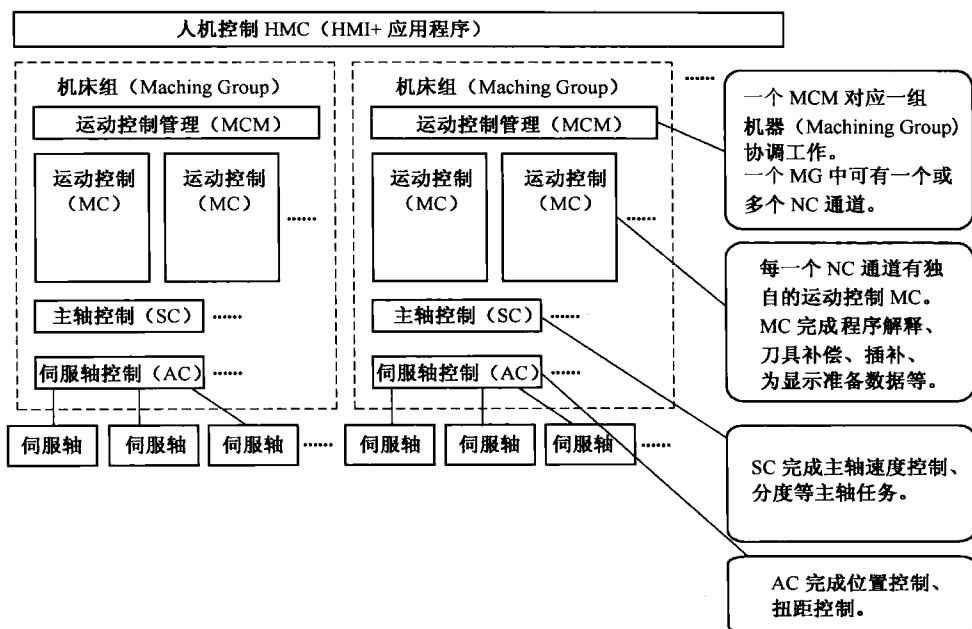 人机控制 HMC（HMI+ 应用程序）
机床组（Maching Group）
运动控制管理（MCM）
运动控制
（MC）
运动控制
（MC）
……
主轴控制（SC）
……
伺服轴控制（AC）
……
伺服轴
伺服轴
伺服轴
……
机床组（Maching Group）
运动控制管理（MCM）
运动控制
（MC）
运动控制
（MC）
……
主轴控制（SC）
……
伺服轴控制（AC）
……
伺服轴
伺服轴
伺服轴
……
……
一个 MCM 对应一组
机器（Machining Group)
协调工作。
一个 MG 中可有一个或
多个 NC 通道。
每一个 NC 通道有独
自的运动控制 MC。
MC 完成程序解释、
刀具补偿、插补、
为显示准备数据等。
SC 完成主轴速度控制、
分度等主轴任务。
AC 完成位置控制、
扭距控制。